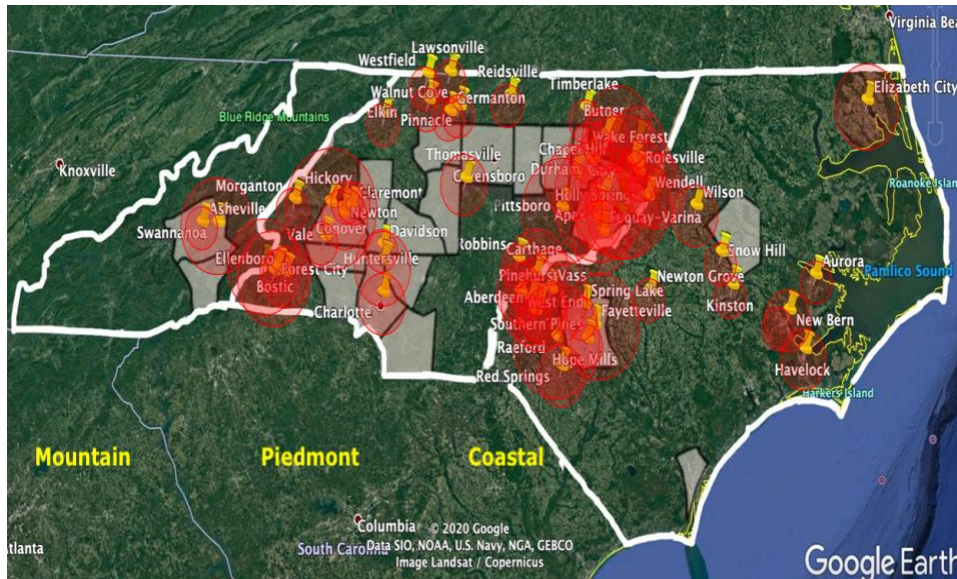 Lawsonville
Westfield
Virginia Bea
Reidsville
Timberlake
Walnut Cove
Germanton
Elizabeth City
Elkin
Butner
Pinnacle
Blue Ridge Mountains
Wake Forest
Chapel Hill
Thomasville
Rolesville
Knoxville
Durham
Cary
Greensboro
Morganton
Hickory
Claremont
Wendell
Roanoke Islan
Holly Springs
Wilson
Asheville
Newton
Pittsboro
Apex
Fuquay-Varina
Swannanoa
Vale
Conover
Davidson
Robbins
Carthage
Snow Hill
Ellenboro
Huntersville
Aurora
Forest City
Pinehurst
Vass
Newton Grove
Pamlico Sound
Bostic
Kinston
Aberdeen
West End
Spring Lake
Charlotte
Fayetteville
New Bern
Southern Pines
Raeford
Hope Mills
Havelock
Red Springs
Harkers Island
Mountain
Piedmont
Coastal
Columbia
© 2020 Google
Atlanta
South Carolina
Data SIO, NOAA, U.S. Navy, NGA, GEBCO
Image Landsat / Copernicus
Google Earth